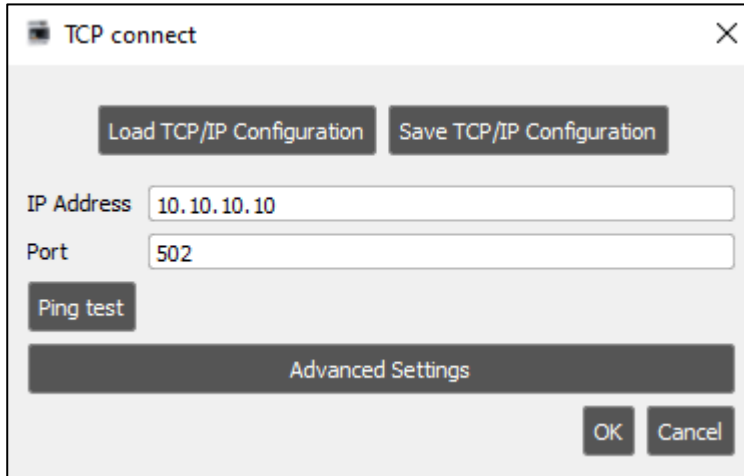 TCP connect
Load TCP/IP Configuration Save TCP/IP Configuration
IP Address 10.10.10.10
Port 502
Ping test
Advanced Settings
OK Cancel